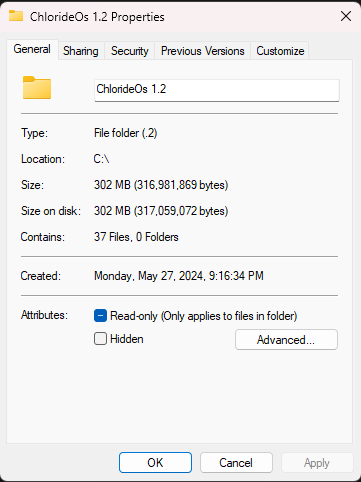 ChlorideOs 1.2 Properties
General Sharing Security Previous Versions Customize
ChlorideOs 1.2
Type: File folder (.2)
Location: C:\
Size: 302 MB (316,981,869 bytes)
Size on disk: 302 MB (317,059,072 bytes)
Contains: 37 Files, 0 Folders
Created: Monday, May 27, 2024, 9:16:34 PM
Attributes: Read-only (Only applies to files in folder)
Hidden Advanced...
OK Cancel Apply